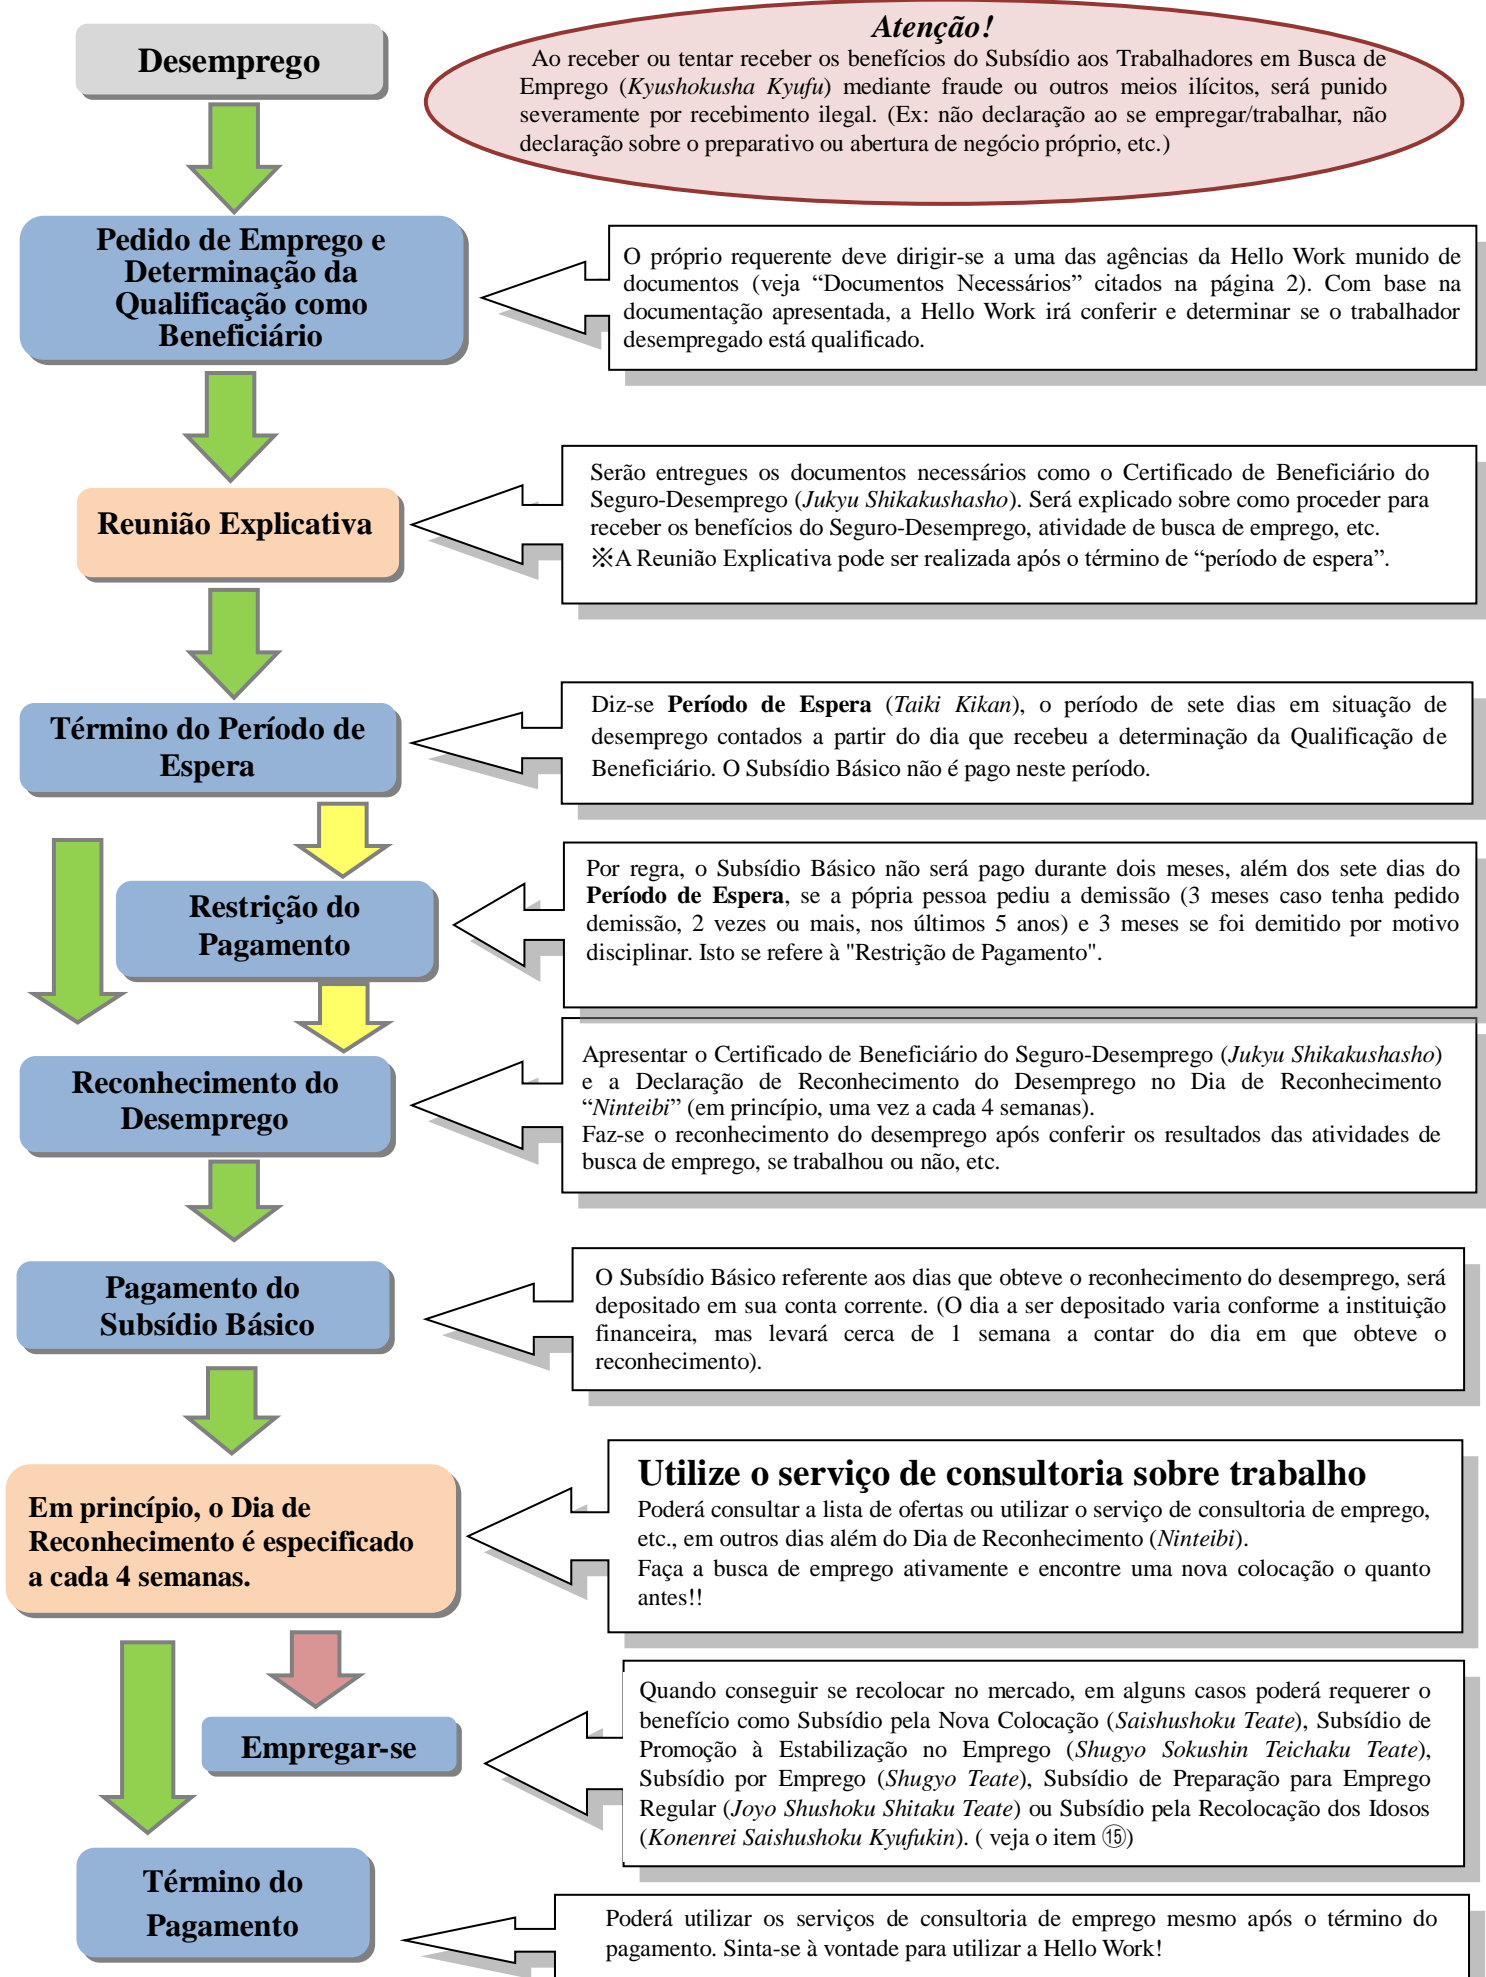 Desemprego
Atenção!
Ao receber ou tentar receber os benefícios do Subsídio aos Trabalhadores em Busca de
Emprego (Kyushokusha Kyufu) mediante fraude ou outros meios ilícitos, será punido
severamente por recebimento ilegal. (Ex: não declaração ao se empregar/trabalhar, não
declaração sobre o preparativo ou abertura de negócio próprio, etc.)
Pedido de Emprego e
Determinação da
Qualificação como
Beneficiário
O próprio requerente deve dirigir-se a uma das agências da Hello Work munido de
documentos (veja “Documentos Necessários” citados na página 2). Com base na
documentação apresentada, a Hello Work irá conferir e determinar se o trabalhador
desempregado está qualificado.
Reunião Explicativa
Serão entregues os documentos necessários como o Certificado de Beneficiário do
Seguro-Desemprego (Jukyu Shikakushasho). Será explicado sobre como proceder para
receber os benefícios do Seguro-Desemprego, atividade de busca de emprego, etc.
※A Reunião Explicativa pode ser realizada após o término de “período de espera”.
Término do Período de
Espera
Diz-se Período de Espera (Taiki Kikan), o período de sete dias em situação de
desemprego contados a partir do dia que recebeu a determinação da Qualificação de
Beneficiário. O Subsídio Básico não é pago neste período.
Restrição do
Pagamento
Por regra, o Subsídio Básico não será pago durante dois meses, além dos sete dias do
Período de Espera, se a pópria pessoa pediu a demissão (3 meses caso tenha pedido
demissão, 2 vezes ou mais, nos últimos 5 anos) e 3 meses se foi demitido por motivo
disciplinar. Isto se refere à "Restrição de Pagamento".
Reconhecimento do
Desemprego
Apresentar o Certificado de Beneficiário do Seguro-Desemprego (Jukyu Shikakushasho)
e a Declaração de Reconhecimento do Desemprego no Dia de Reconhecimento
“Ninteibi” (em princípio, uma vez a cada 4 semanas).
Faz-se o reconhecimento do desemprego após conferir os resultados das atividades de
busca de emprego, se trabalhou ou não, etc.
Pagamento do
Subsídio Básico
O Subsídio Básico referente aos dias que obteve o reconhecimento do desemprego, será
depositado em sua conta corrente. (O dia a ser depositado varia conforme a instituição
financeira, mas levará cerca de 1 semana a contar do dia em que obteve o
reconhecimento).
Em princípio, o Dia de
Reconhecimento é especificado
a cada 4 semanas.
Utilize o serviço de consultoria sobre trabalho
Poderá consultar a lista de ofertas ou utilizar o serviço de consultoria de emprego,
etc., em outros dias além do Dia de Reconhecimento (Ninteibi).
Faça a busca de emprego ativamente e encontre uma nova colocação o quanto
antes!!
Empregar-se
Quando conseguir se recolocar no mercado, em alguns casos poderá requerer o
benefício como Subsídio pela Nova Colocação (Saishushoku Teate), Subsídio de
Promoção à Estabilização no Emprego (Shugyo Sokushin Teichaku Teate),
Subsídio por Emprego (Shugyo Teate), Subsídio de Preparação para Emprego
Regular (Joyo Shushoku Shitaku Teate) ou Subsídio pela Recolocação dos Idosos
(Konenrei Saishushoku Kyufukin). ( veja o item ⑮)
Término do
Pagamento
Poderá utilizar os serviços de consultoria de emprego mesmo após o término do
pagamento. Sinta-se à vontade para utilizar a Hello Work!